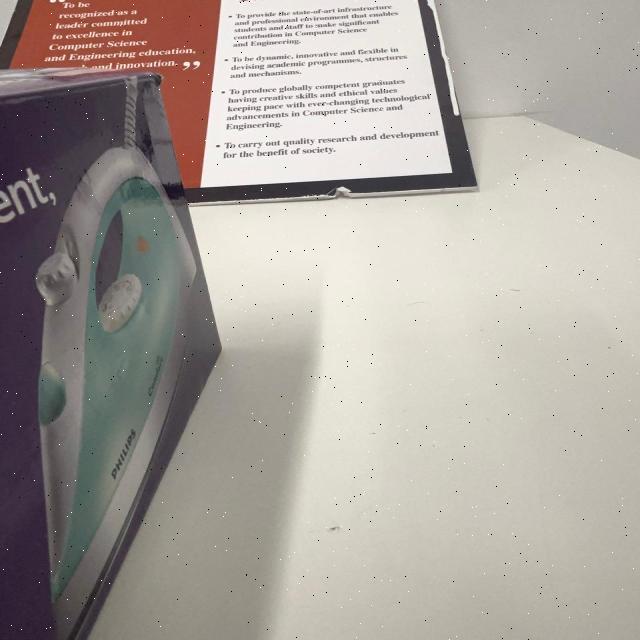 “ To be
recognized as a
leader committed
to excellence in
Computer Science
and Engineering education,
and innovation. ”
• To provide the state-of-art infrastructure
and professional environment that enables
students and staff to make significant
contribution in Computer Science
and Engineering.
• To be dynamic, innovative and flexible in
devising academic programmes, structures
and mechanisms.
• To produce globally competent graduates
having creative skills and ethical values
keeping pace with ever-changing technological
advancements in Computer Science and
Engineering.
• To carry out quality research and development
for the benefit of society.
ent,
PHILIPS